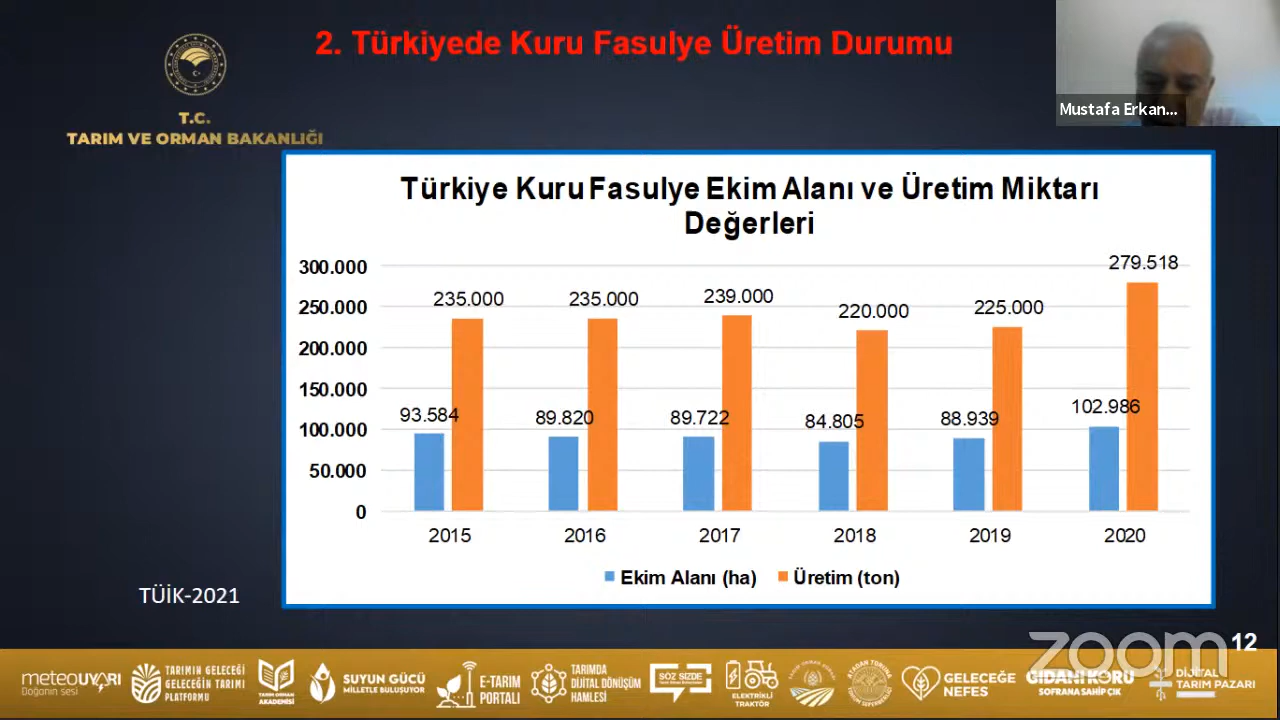 2. Türkiyede Kuru Fasulye Üretim Durumu
T.C.
TARIM VE ORMAN BAKANLIĞI
Mustafa Erkan...
Türkiye Kuru Fasulye Ekim Alanı ve Üretim Miktarı
Değerleri
300.000
250.000
200.000
150.000
100.000
50.000
0
93.584
235.000
89.820
235.000
89.722
239.000
84.805
220.000
88.939
225.000
102.986
279.518
2015
2016
2017
2018
2019
2020
Ekim Alanı (ha)
Üretim (ton)
TÜİK-2021
zoom
12
meteoUYARI
Doğanın sesi
TARIMIN GELECEĞİ
GELECEĞİN TARIMI
PLATFORMU
TARIM ORMAN
AKADEMİSİ
SUYUN GÜCÜ
MİLLETLE BULUŞUYOR
E-TARIM
PORTALI
TARIMDA
DİJİTAL DÖNÜŞÜM
HAMLESİ
SÖZ SİZDE
ELEKTRİKLİ
TRAKTÖR
GELECEĞE
NEFES
GIDANI KORU
SOFRANA SAHİP ÇIK
DİJİTAL
TARIM PAZARI